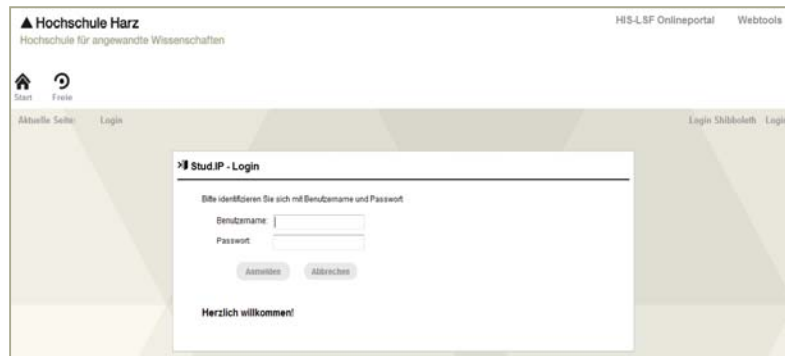 Hochschule Harz
HIS-LSF Onlineportal Webtools
Hochschule für angewandte Wissenschaften
Start Freie
Aktuelle Seite: Login
Login Shibboleth Login
Stud.IP - Login
Bitte identifizieren Sie sich mit Benutzername und Passwort
Benutzername:
Passwort
Anmelden Abbrechen
Herzlich willkommen!